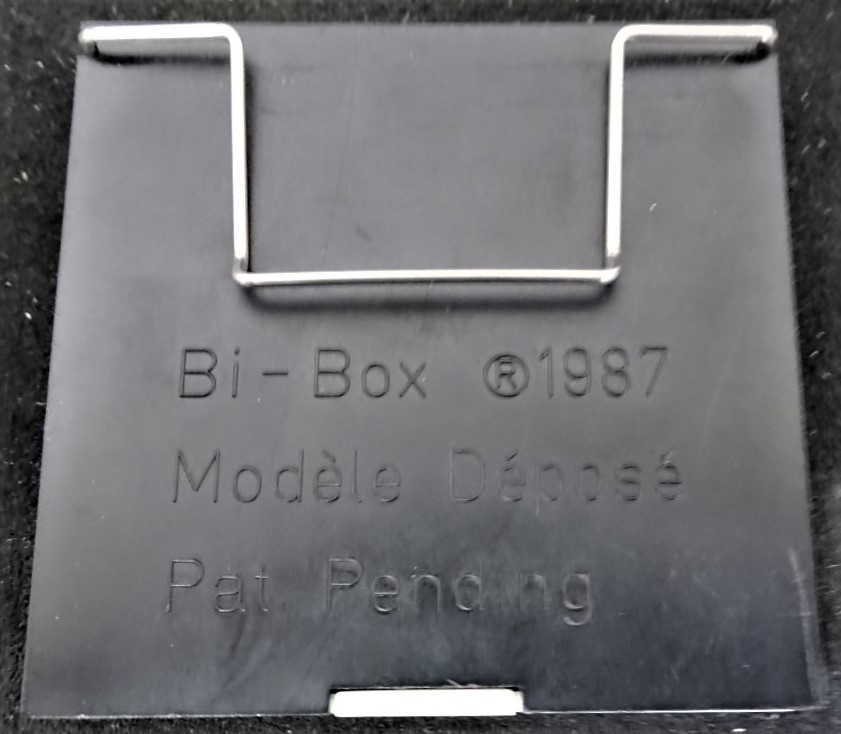 Bi-Box ®1987
Modèle Déposé
Pat. Pending